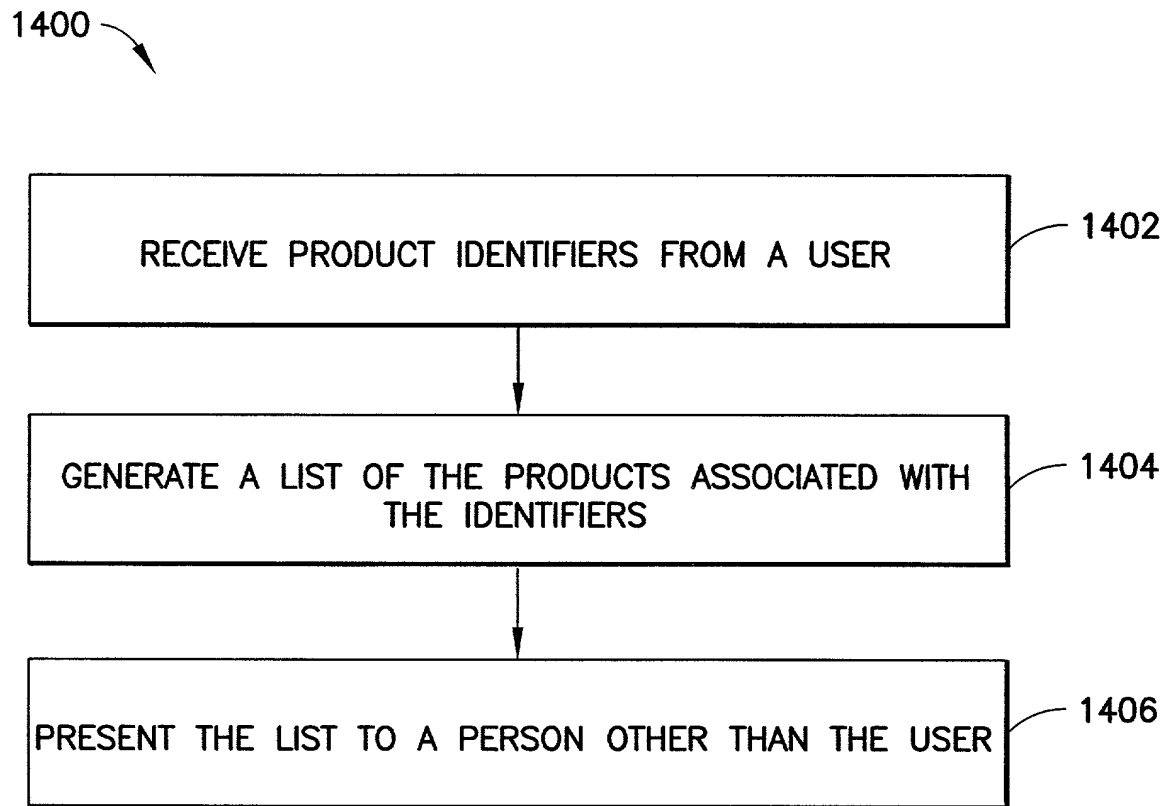 1400
RECEIVE PRODUCT IDENTIFIERS FROM A USER
1402
GENERATE A LIST OF THE PRODUCTS ASSOCIATED WITH
THE IDENTIFIERS
1404
PRESENT THE LIST TO A PERSON OTHER THAN THE USER
1406